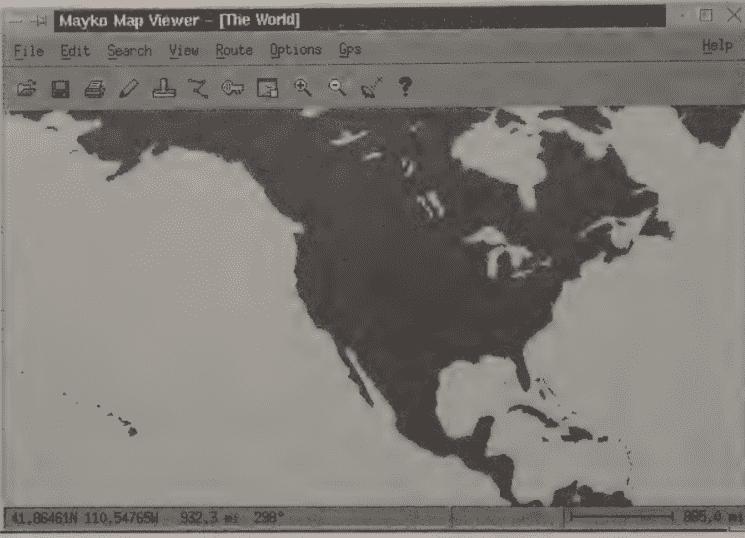 Mayko Map Viewer - [The World]
File Edit Search View Route Options Gps Help
?
41.86461N 110.54765W 932.3 mi 298° 885.0 mi